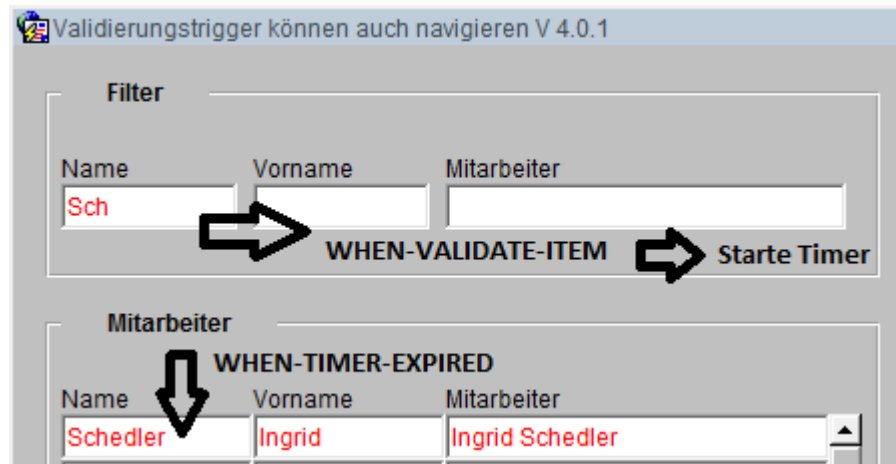 Validierungstrigger können auch navigieren V 4.0.1
Filter
Name Vorname Mitarbeiter
Sch
WHEN-VALIDATE-ITEM Starte Timer
Mitarbeiter
WHEN-TIMER-EXPIRED
Name Vorname Mitarbeiter
Schedler Ingrid Ingrid Schedler